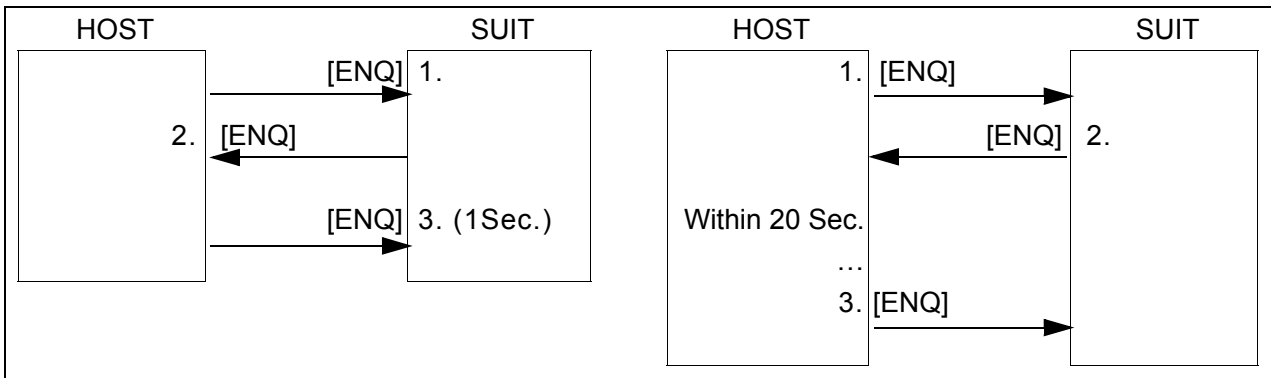 HOST SUIT
[ENQ] 1.
2. [ENQ]
[ENQ] 3. (1Sec.)
HOST SUIT
1. [ENQ]
[ENQ] 2.
Within 20 Sec.
...
3. [ENQ]